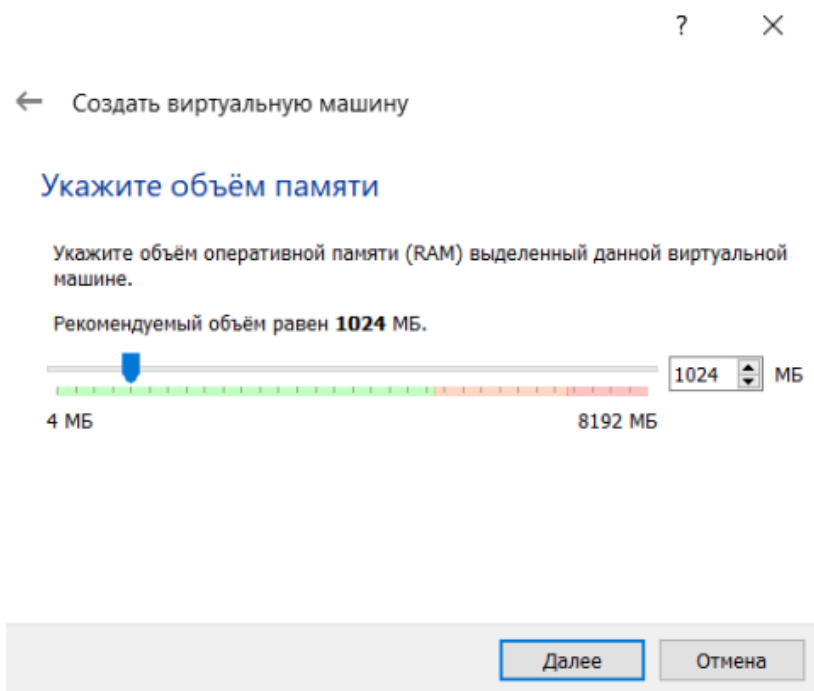 ?
Создать виртуальную машину
Укажите объём памяти
Укажите объём оперативной памяти (RAM) выделенный данной виртуальной
машине.
Рекомендуемый объём равен 1024 МБ.
1024 МБ
4 МБ 8192 МБ
Далее Отмена